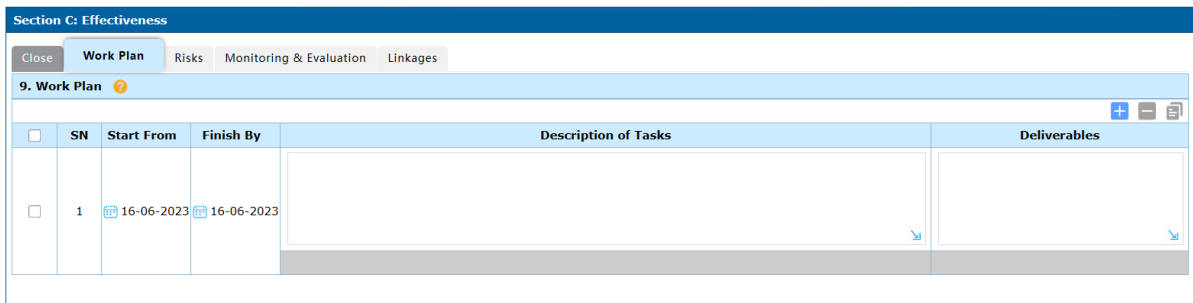 Section C: Effectiveness
Close Work Plan Risks Monitoring & Evaluation Linkages
9. Work Plan ?
SN Start From Finish By Description of Tasks Deliverables
1 16-06-2023 16-06-2023